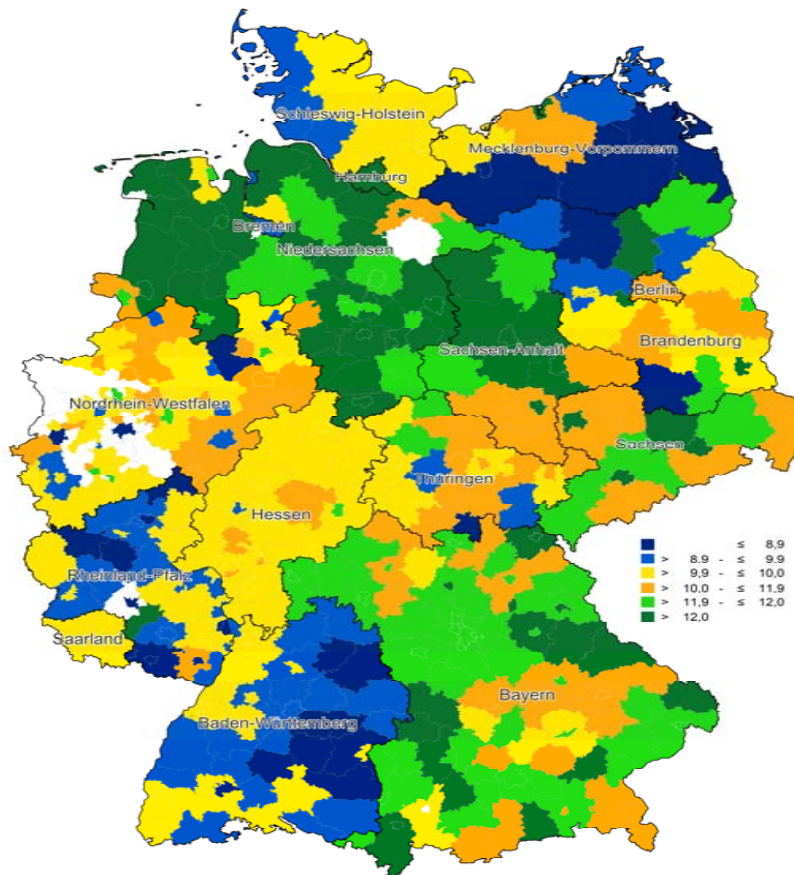 Schleswig-Holstein
Mecklenburg-Vorpommern
Hamburg
Bremen
Niedersachsen
Berlin
Brandenburg
Sachsen-Anhalt
Nordrhein-Westfalen
Sachsen
Thüringen
Hessen
≤ 8,9
> 8,9 - ≤ 9,9
> 9,9 - ≤ 10,0
> 10,0 - ≤ 11,9
> 11,9 - ≤ 12,0
> 12,0
Rheinland-Pfalz
Saarland
Bayern
Baden-Württemberg